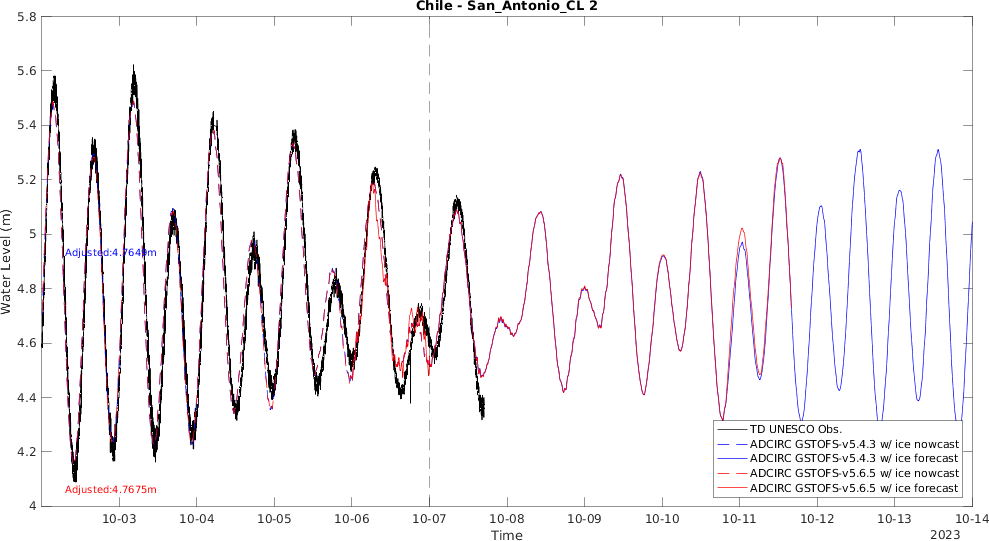 Chile - San_Antonio_CL 2
5.8
5.6
5.4
5.2
5
4.8
4.6
4.4
4.2
4
Water Level (m)
Adjusted:4.7649m
Adjusted:4.7675m
TD UNESCO Obs.
ADCIRC GSTOFS-v5.4.3 w/ ice nowcast
ADCIRC GSTOFS-v5.4.3 w/ ice forecast
ADCIRC GSTOFS-v5.6.5 w/ ice nowcast
ADCIRC GSTOFS-v5.6.5 w/ ice forecast
10-03 10-04 10-05 10-06 10-07 10-08 10-09 10-10 10-11 10-12 10-13 10-14
Time
2023